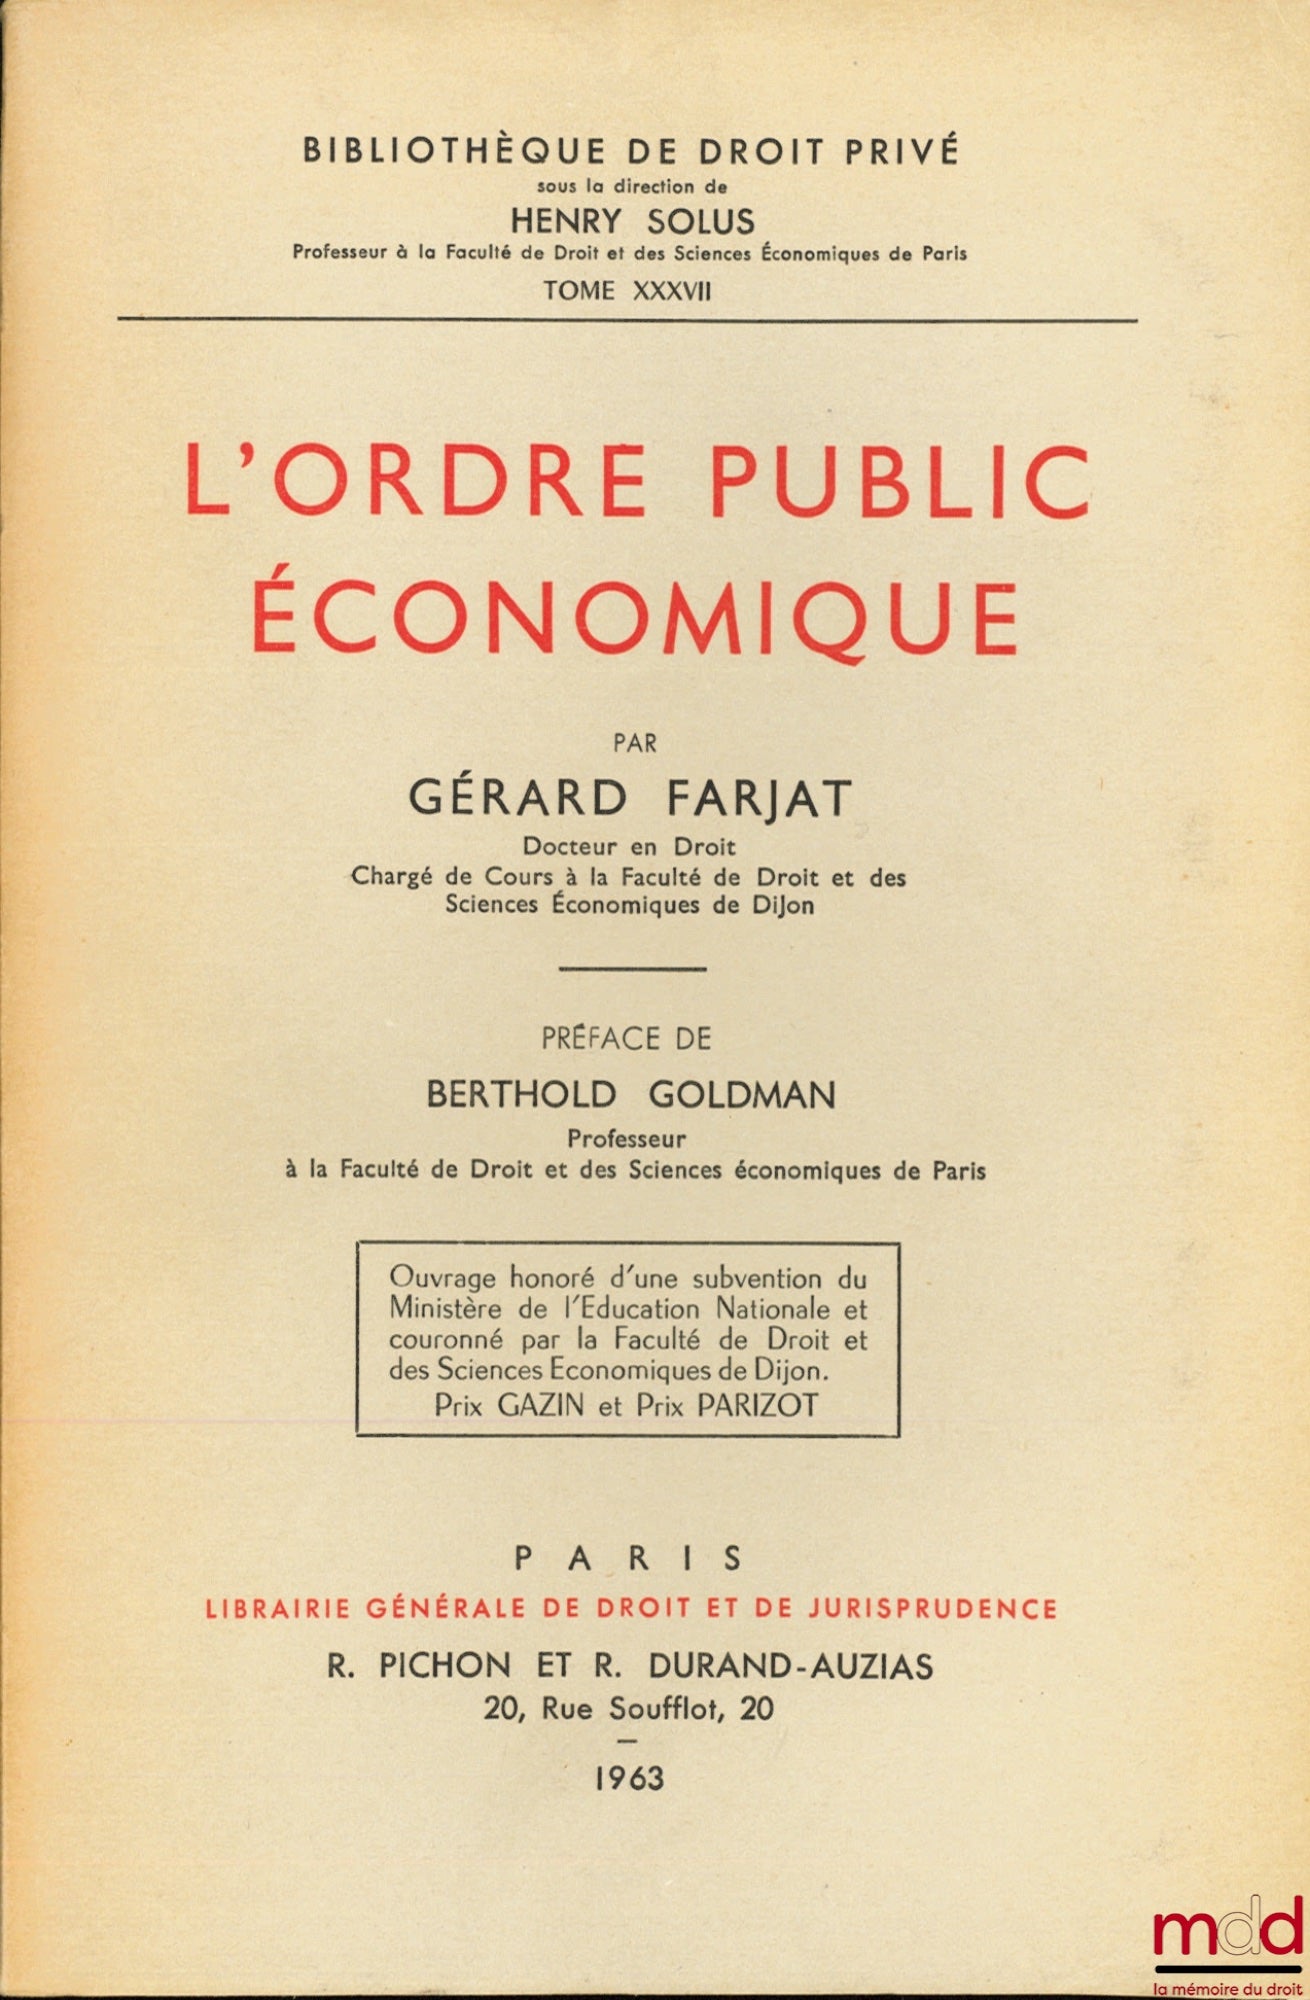 BIBLIOTHÈQUE DE DROIT PRIVÉ
sous la direction de
HENRY SOLUS
Professeur à la Faculté de Droit et des Sciences Économiques de Paris
TOME XXXVII
L'ORDRE PUBLIC
ÉCONOMIQUE
PAR
GÉRARD FARJAT
Docteur en Droit
Chargé de Cours à la Faculté de Droit et des
Sciences Économiques de DiJon
PRÉFACE DE
BERTHOLD GOLDMAN
Professeur
à la Faculté de Droit et des Sciences économiques de Paris
Ouvrage honoré d'une subvention du
Ministère de l'Education Nationale et
couronné par la Faculté de Droit et
des Sciences Economiques de Dijon.
Prix GAZIN et Prix PARIZOT
PARIS
LIBRAIRIE GÉNÉRALE DE DROIT ET DE JURISPRUDENCE
R. PICHON ET R. DURAND-AUZIAS
20, Rue Soufflot, 20
1963
mdd
la mémoire du droit